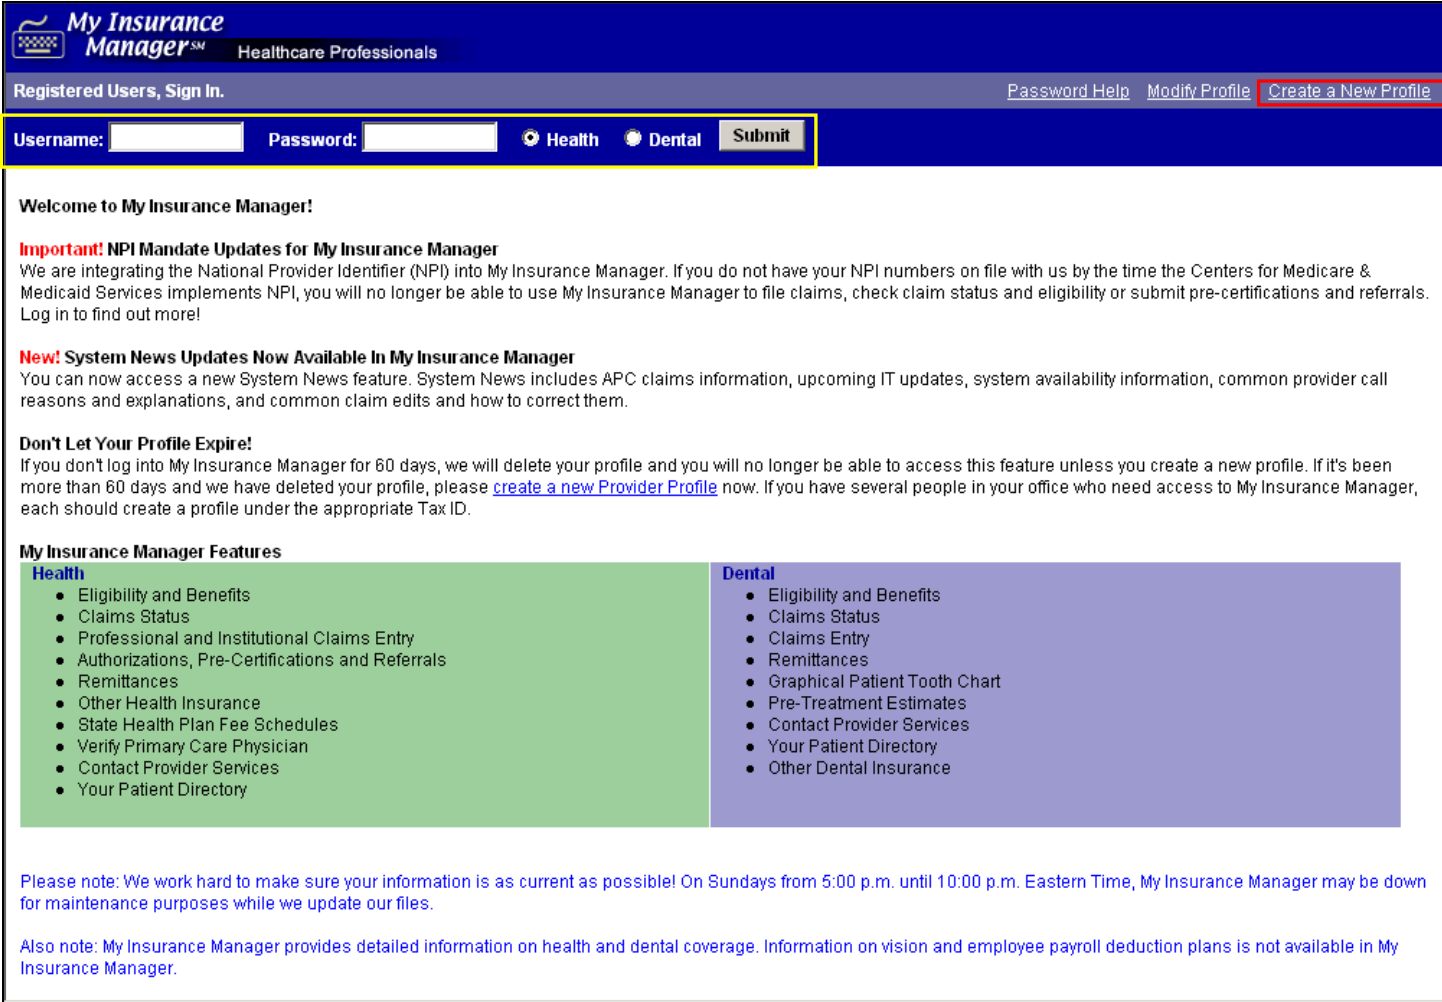 My Insurance
Manager SM Healthcare Professionals
Registered Users, Sign In. Password Help Modify Profile Create a New Profile
Username: Password: Health Dental Submit
Welcome to My Insurance Manager!
Important! NPI Mandate Updates for My Insurance Manager
We are integrating the National Provider Identifier (NPI) into My Insurance Manager. If you do not have your NPI numbers on file with us by the time the Centers for Medicare &
Medicaid Services implements NPI, you will no longer be able to use My Insurance Manager to file claims, check claim status and eligibility or submit pre-certifications and referrals.
Log in to find out more!
New! System News Updates Now Available In My Insurance Manager
You can now access a new System News feature. System News includes APC claims information, upcoming IT updates, system availability information, common provider call
reasons and explanations, and common claim edits and how to correct them.
Don't Let Your Profile Expire!
If you don't log into My Insurance Manager for 60 days, we will delete your profile and you will no longer be able to access this feature unless you create a new profile. If it's been
more than 60 days and we have deleted your profile, please create a new Provider Profile now. If you have several people in your office who need access to My Insurance Manager,
each should create a profile under the appropriate Tax ID.
My Insurance Manager Features
Health
• Eligibility and Benefits
• Claims Status
• Professional and Institutional Claims Entry
• Authorizations, Pre-Certifications and Referrals
• Remittances
• Other Health Insurance
• State Health Plan Fee Schedules
• Verify Primary Care Physician
• Contact Provider Services
• Your Patient Directory
Dental
• Eligibility and Benefits
• Claims Status
• Claims Entry
• Remittances
• Graphical Patient Tooth Chart
• Pre-Treatment Estimates
• Contact Provider Services
• Your Patient Directory
• Other Dental Insurance
Please note: We work hard to make sure your information is as current as possible! On Sundays from 5:00 p.m. until 10:00 p.m. Eastern Time, My Insurance Manager may be down
for maintenance purposes while we update our files.
Also note: My Insurance Manager provides detailed information on health and dental coverage. Information on vision and employee payroll deduction plans is not available in My
Insurance Manager.